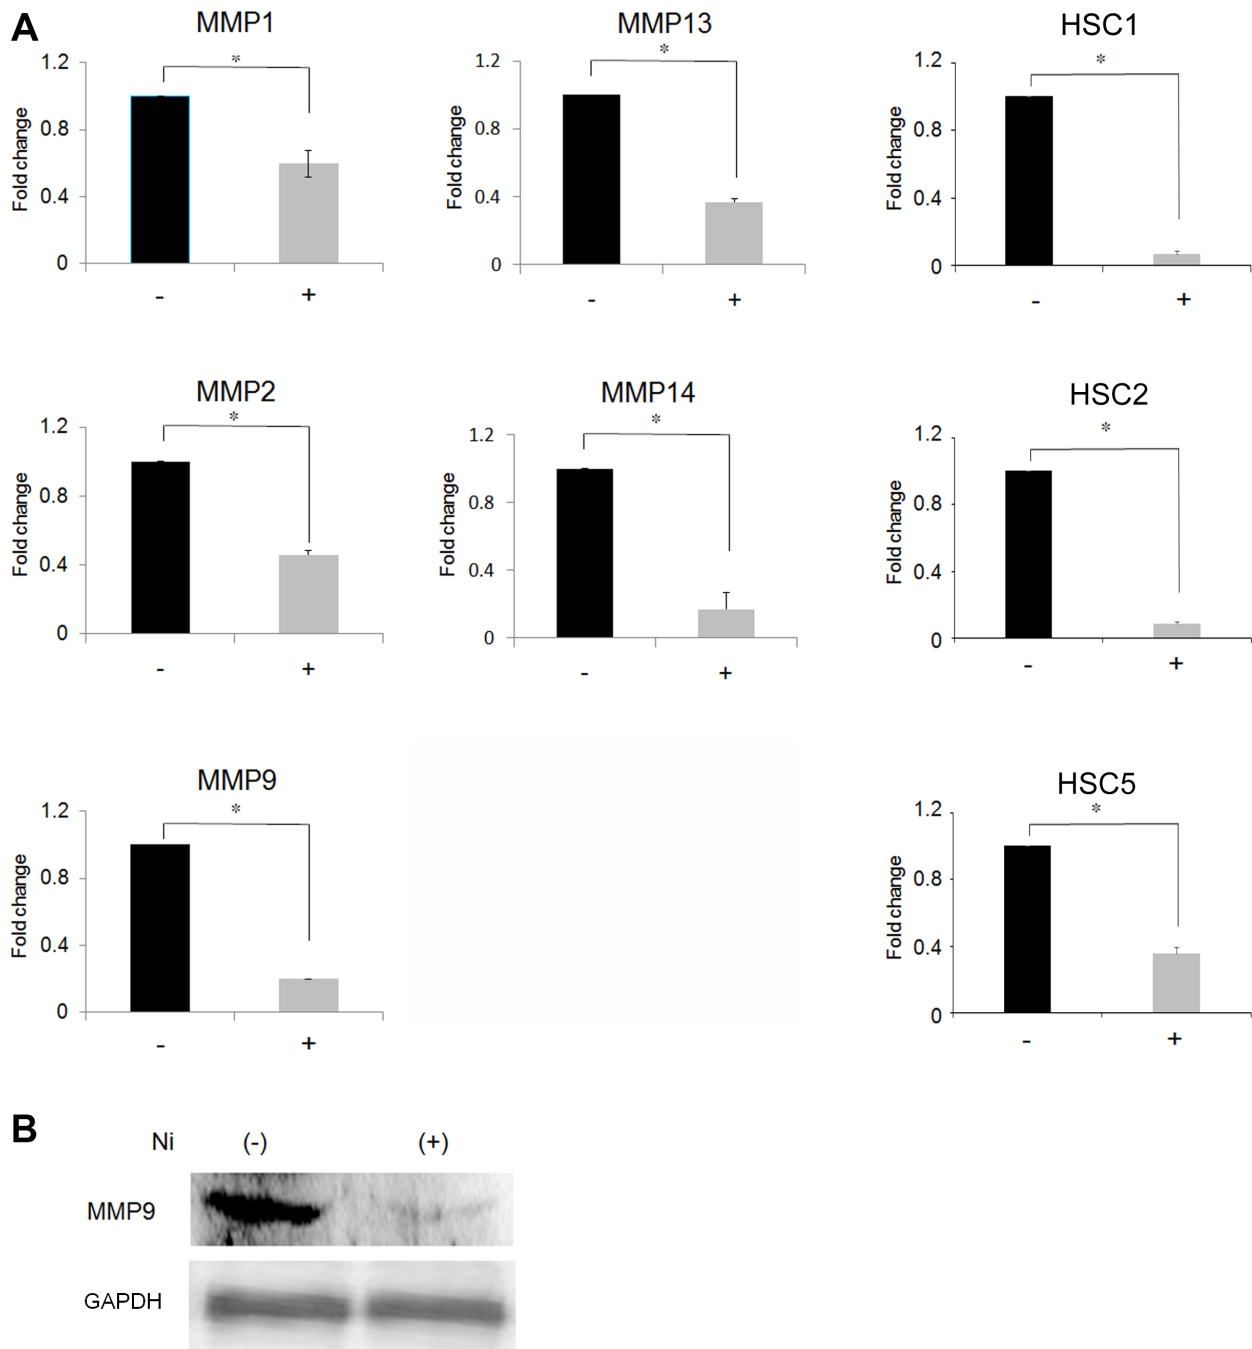 A
MMP1
*
1.2
0.8
0.4
0
Fold change
- +
MMP13
*
1.2
0.8
0.4
0
Fold change
- +
HSC1
*
1.2
0.8
0.4
0
Fold change
- +
MMP2
*
1.2
0.8
0.4
0
Fold change
- +
MMP14
*
1.2
0.8
0.4
0
Fold change
- +
HSC2
*
1.2
0.8
0.4
0
Fold change
- +
MMP9
*
1.2
0.8
0.4
0
Fold change
- +
HSC5
*
1.2
0.8
0.4
0
Fold change
- +
B
Ni (-) (+)
MMP9
GAPDH